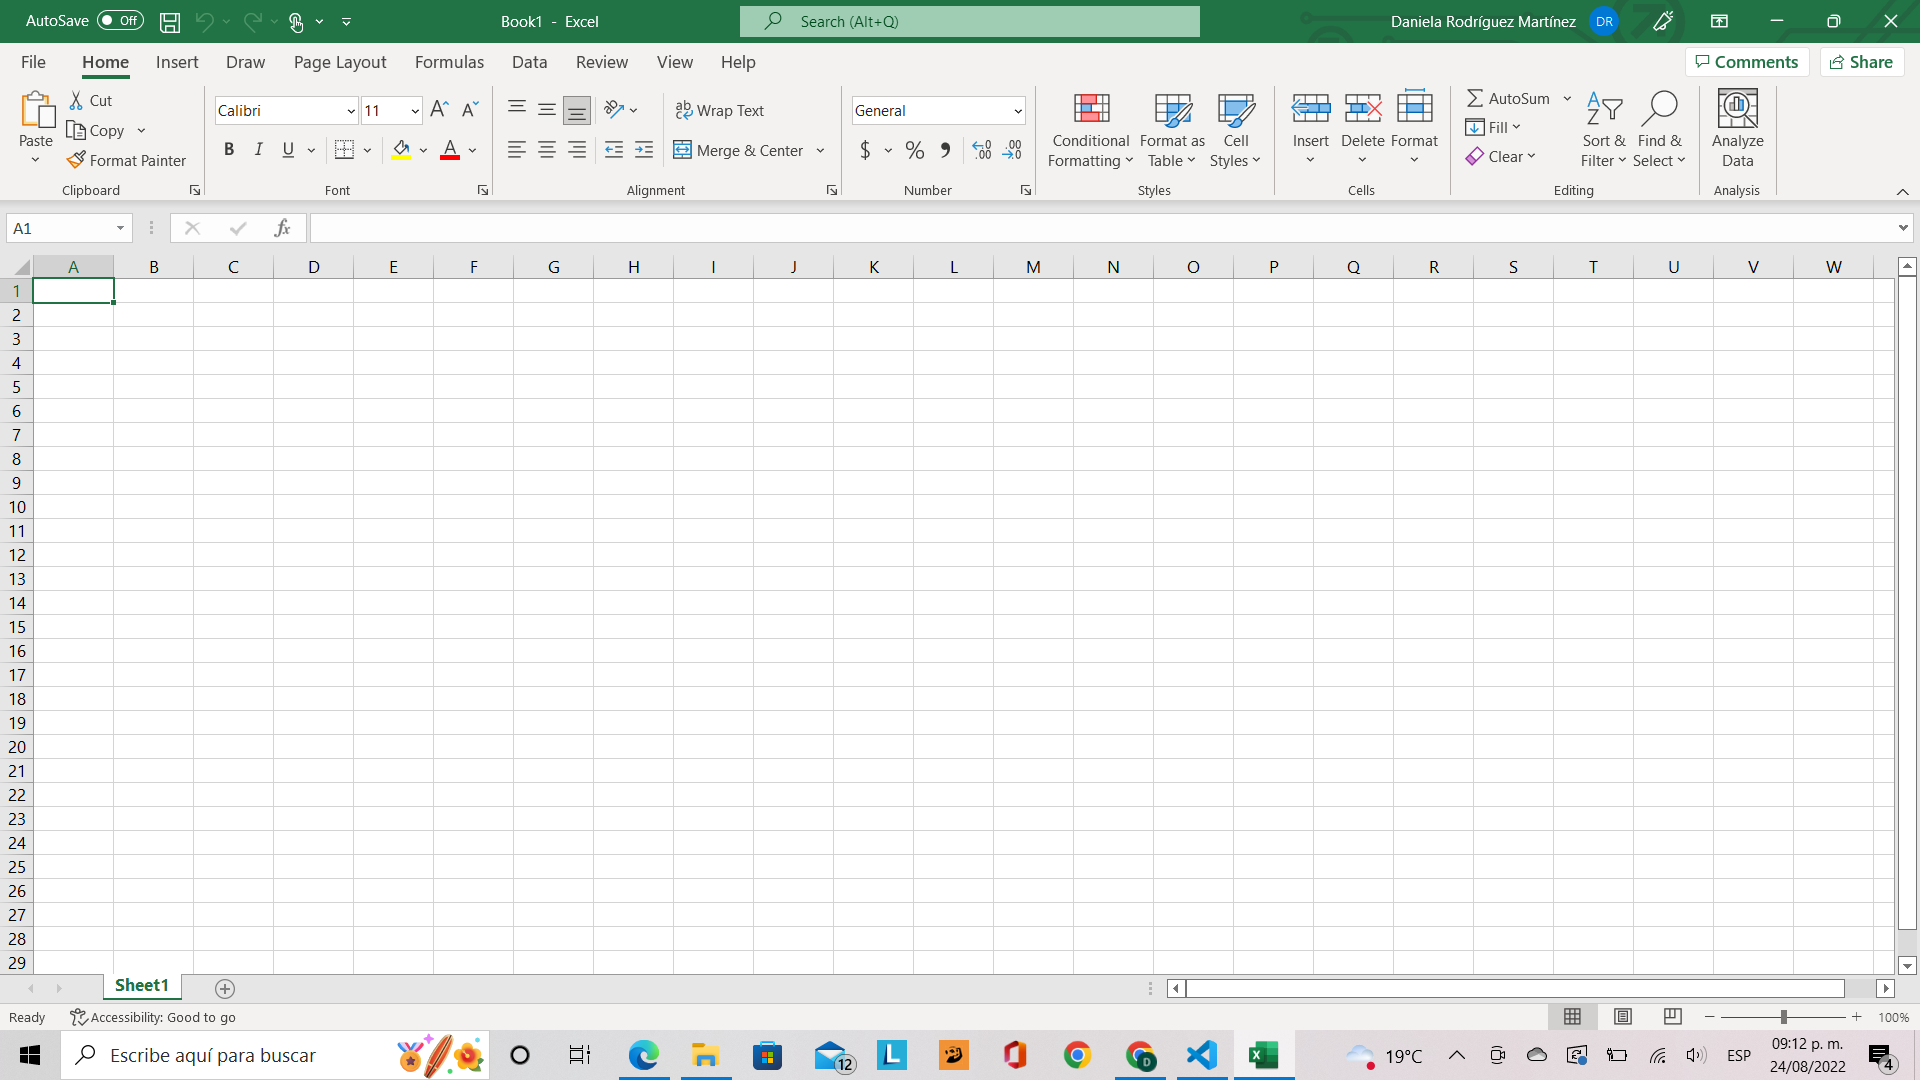 AutoSave Off
Book1 - Excel
Search (Alt+Q)
Daniela Rodríguez Martínez DR
File Home Insert Draw Page Layout Formulas Data Review View Help
Comments Share
Paste
Cut
Copy
Format Painter
Clipboard
Calibri 11
B I U A
Font
Wrap Text
Merge & Center
Alignment
General
$ % ,
Number
Conditional
Formatting
Format as
Table
Cell
Styles
Styles
Insert Delete Format
Cells
AutoSum
Fill
Clear
Sort &
Filter
Find &
Select
Editing
Analyze
Data
Analysis
A1 fx
A B C D E F G H I J K L M N O P Q R S T U V W
1
2
3
4
5
6
7
8
9
10
11
12
13
14
15
16
17
18
19
20
21
22
23
24
25
26
27
28
29
Sheet1
Ready Accessibility: Good to go 100%
Escribe aquí para buscar
12
L
D
19°C
ESP
09:12 p. m.
24/08/2022
4